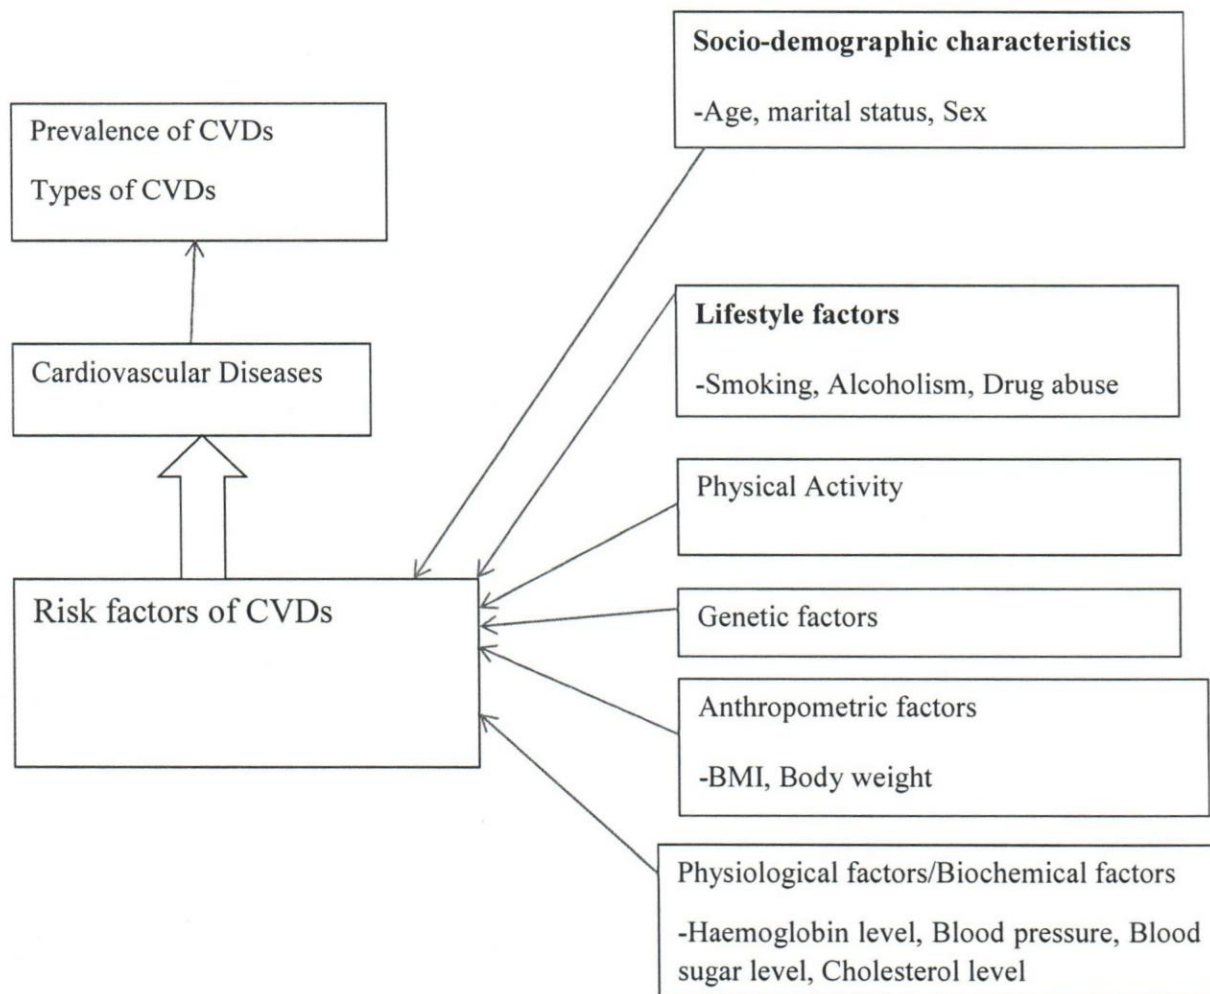 Socio-demographic characteristics
-Age, marital status, Sex
Prevalence of CVDs
Types of CVDs
Lifestyle factors
-Smoking, Alcoholism, Drug abuse
Cardiovascular Diseases
Physical Activity
Risk factors of CVDs
Genetic factors
Anthropometric factors
-BMI, Body weight
Physiological factors/Biochemical factors
-Haemoglobin level, Blood pressure, Blood
sugar level, Cholesterol level